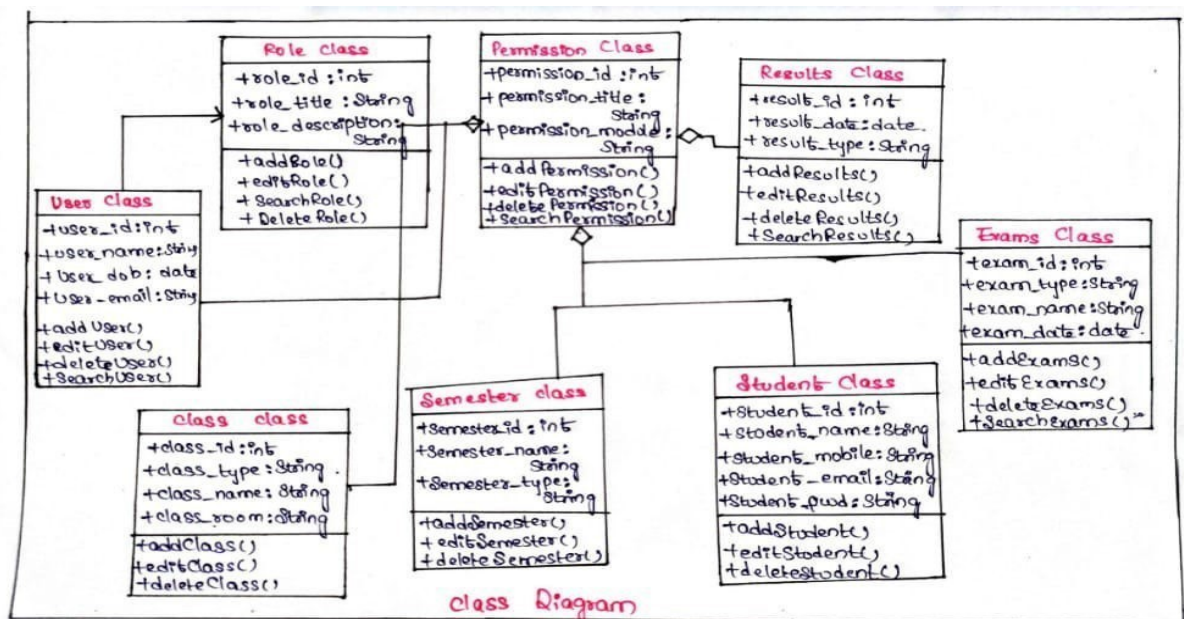 Role Class
+role_id : int
+role_title : String
+role_description:
String
+addRole()
+editRole()
+SearchRole()
+DeleteRole()
Permission Class
+permission_id : int
+permission_title :
String
+permission_module:
String
+addPermission()
+editPermission()
+deletePermission()
+SearchPermission()
Results Class
+result_id : int
+result_date:date.
+result_type : String
+addResults()
+editResults()
+deleteResults()
+SearchResults()
User Class
+user_id:int
+user_name:String
+User_dob: date
+User-email: String
+addUser()
+editUser()
+deleteUser()
+SearchUser()
Exams Class
+exam_id: int
+exam_type:String
+exam_name:String
+exam_date:date.
+addExams()
+editExams()
+deleteExams()
+SearchExams()
Class class
+class_id:int
+class_type: String.
+class_name: String
+class_room:String
+addClass()
+editClass()
+deleteClass()
Semester class
+Semester_id: int
+Semester_name:
String
+Semester_type:
String
+addSemester()
+editSemester()
+deleteSemester()
Student Class
+Student_id:int
+Student_name:String
+Student_mobile:String
+Student_email:String
+Student_pwd: String
+addStudent()
+editStudent()
+deleteStudent()
Class Diagram